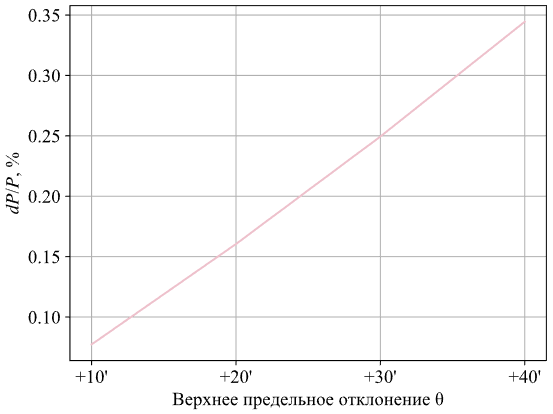 0.35
0.30
0.25
0.20
0.15
0.10
dP/P, %
+10' +20' +30' +40'
Верхнее предельное отклонение θ